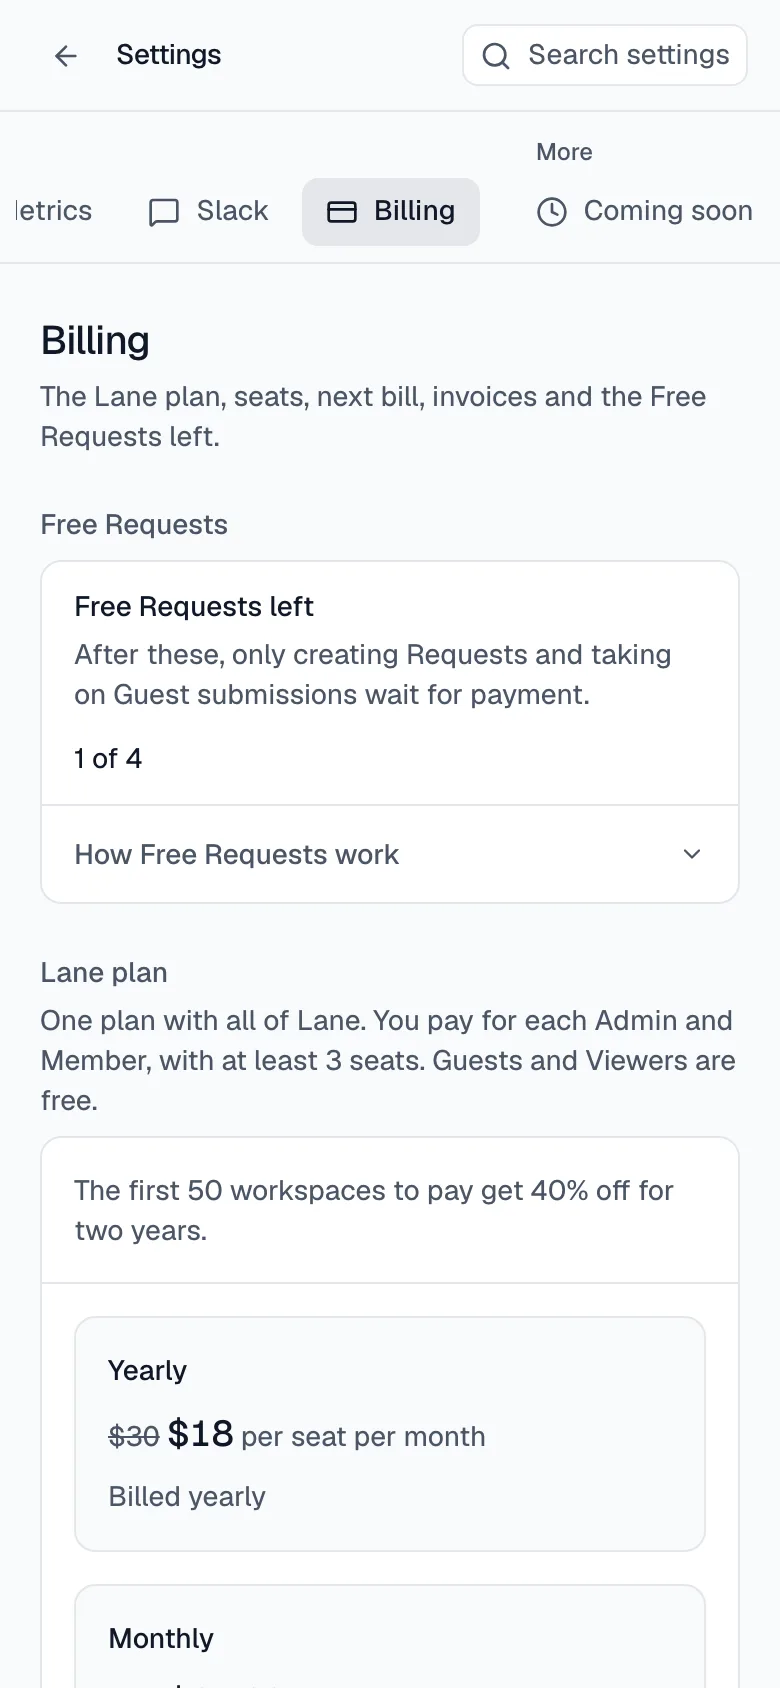 Settings
Search settings
More
etrics
Slack
Billing
Coming soon
Billing
The Lane plan, seats, next bill, invoices and the Free
Requests left.
Free Requests
Free Requests left
After these, only creating Requests and taking
on Guest submissions wait for payment.
1 of 4
How Free Requests work
Lane plan
One plan with all of Lane. You pay for each Admin and
Member, with at least 3 seats. Guests and Viewers are
free.
The first 50 workspaces to pay get 40% off for
two years.
Yearly
$30 $18 per seat per month
Billed yearly
Monthly